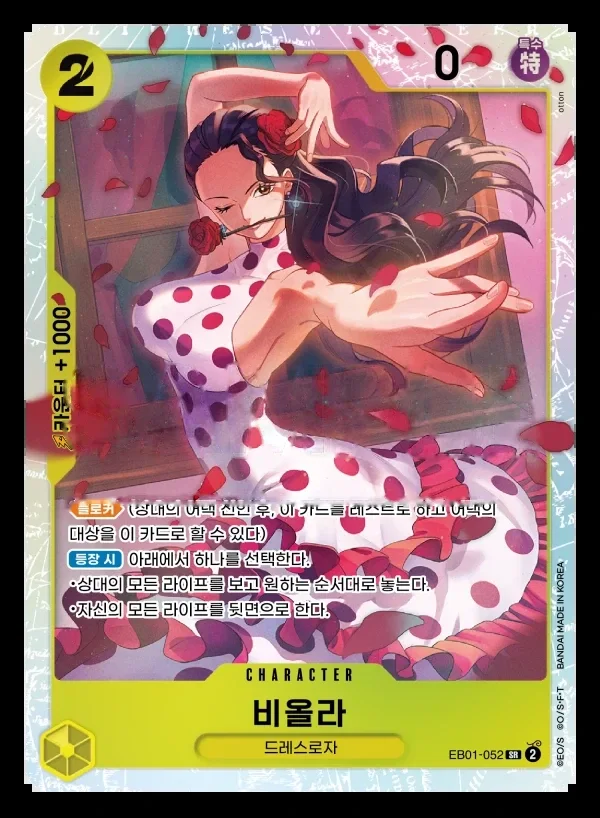 2
0
특수
特
otton
카운터 +1000
블로커 (상대의 어택 선언 후, 이 카드를 레스트로 하고 어택의
대상을 이 카드로 할 수 있다)
등장 시 아래에서 하나를 선택한다.
•상대의 모든 라이프를 보고 원하는 순서대로 놓는다.
•자신의 모든 라이프를 뒷면으로 한다.
CHARACTER
비올라
드레스로자
EB01-052 SR 2
©EO/S ©O/S·F·T BANDAI MADE IN KOREA